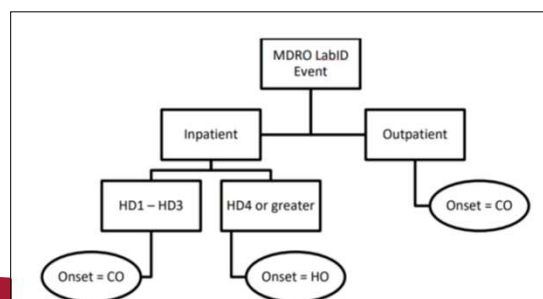 MDRO LabID
Event
Inpatient
Outpatient
HD1 – HD3
HD4 or greater
Onset = CO
Onset = CO
Onset = HO